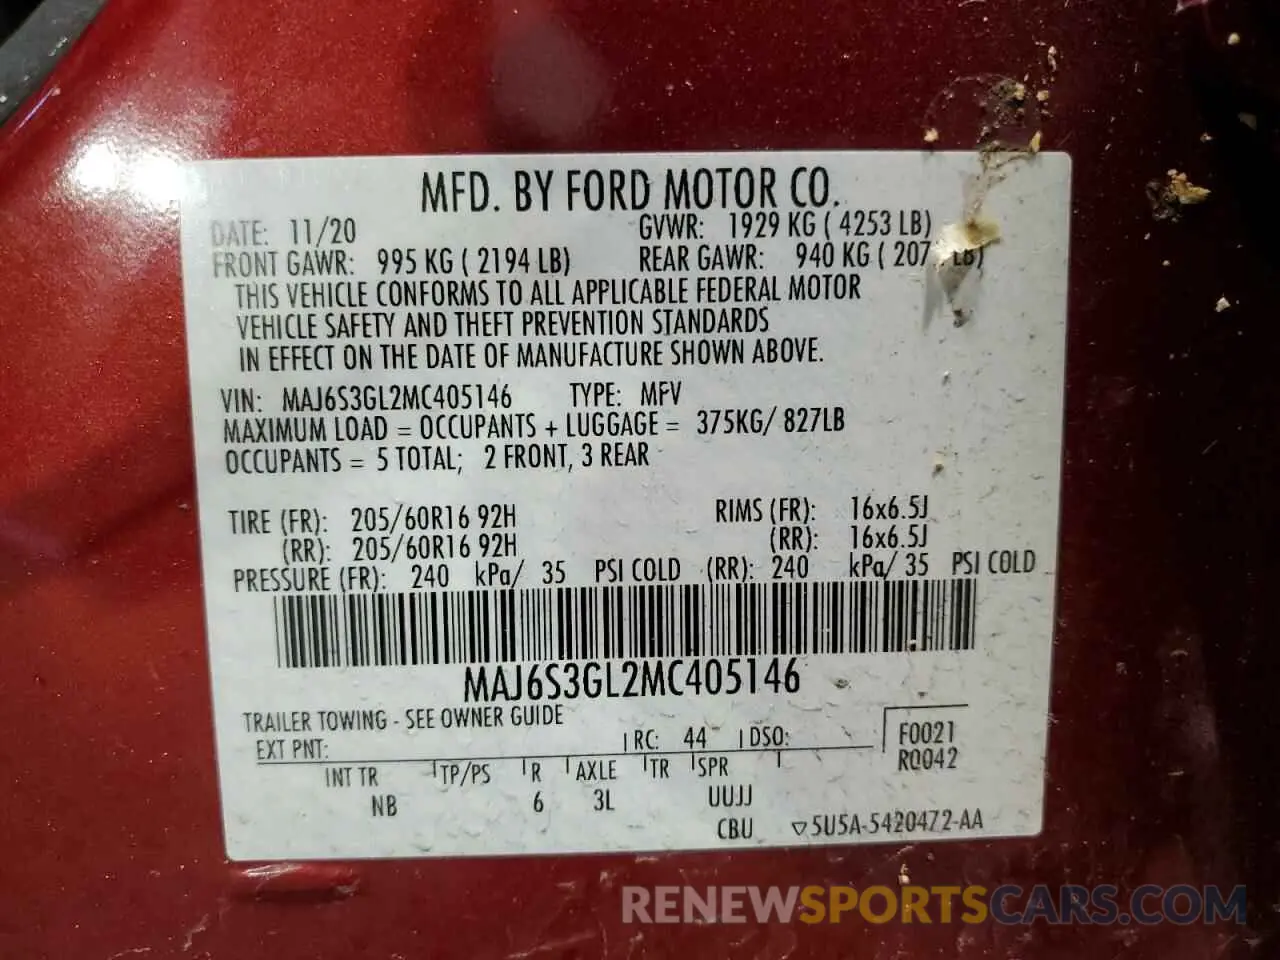 MFD. BY FORD MOTOR CO.
DATE: 11/20 GVWR: 1929 KG ( 4253 LB)
FRONT GAWR: 995 KG ( 2194 LB) REAR GAWR: 940 KG (
THIS VEHICLE CONFORMS TO ALL APPLICABLE FEDERAL MOTOR
VEHICLE SAFETY AND THEFT PREVENTION STANDARDS
IN EFFECT ON THE DATE OF MANUFACTURE SHOWN ABOVE.
VIN: MAJ6S3GL2MC405146 TYPE: MFV
MAXIMUM LOAD = OCCUPANTS + LUGGAGE = 375KG/ 827LB
OCCUPANTS = 5 TOTAL; 2 FRONT, 3 REAR
TIRE (FR): 205/60R16 92H RIMS (FR): 16x6.5J
(RR): 205/60R16 92H (RR): 16x6.5J
PRESSURE (FR): 240 kPa/ 35 PSI COLD (RR): 240 kPa/ 35 PSI COLD
MAJ6S3GL2MC405146
TRAILER TOWING - SEE OWNER GUIDE
EXT PNT: RC: 44 DSO: F0021
R0042
INT TR TP/PS R AXLE TR SPR
NB 6 3L UUJJ
CBU ▽5U5A-5420472-AA
RENEWSPORTSCARS.COM